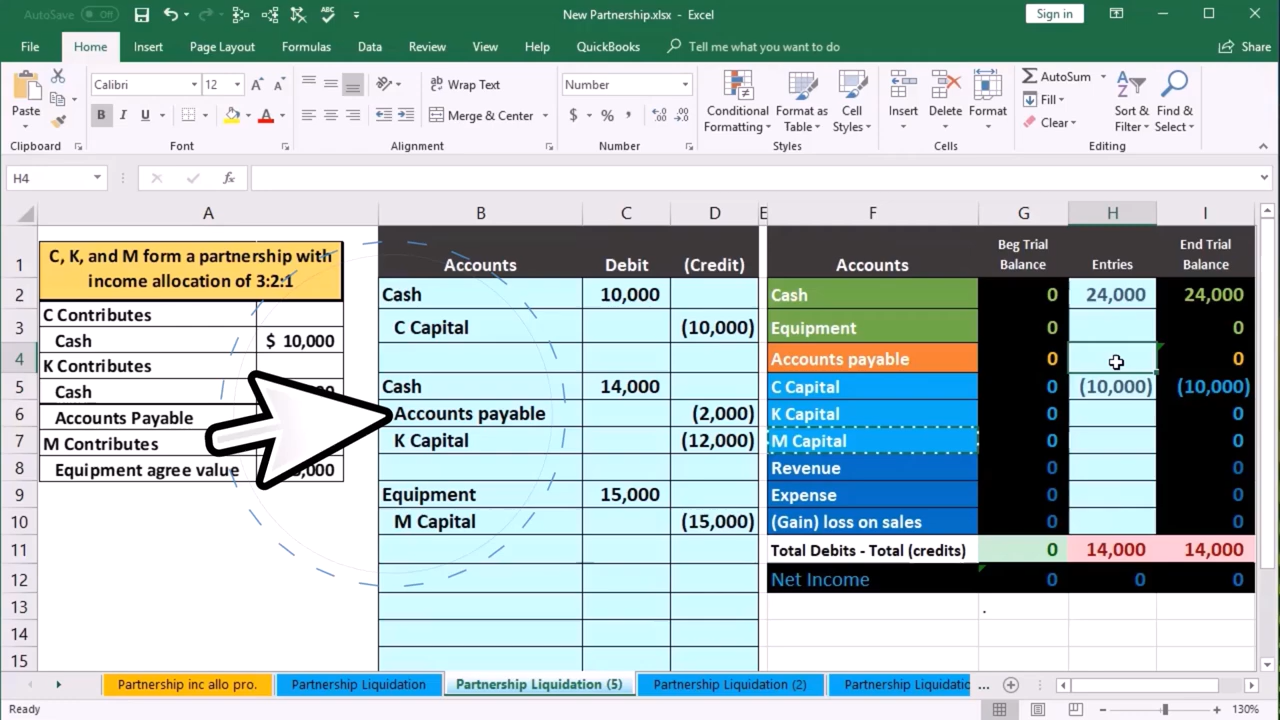 AutoSave Off
New Partnership.xlsx - Excel
Sign in
File Home Insert Page Layout Formulas Data Review View Help QuickBooks Tell me what you want to do Share
Paste
Calibri 12
B I U A
Wrap Text
Merge & Center
Number
$ % ,
Conditional Formatting
Format as Table
Cell Styles
Insert Delete Format
AutoSum
Fill
Clear
Sort & Filter
Find & Select
Clipboard Font Alignment Number Styles Cells Editing
H4 fx
A B C D E F G H I
1 C, K, and M form a partnership with income allocation of 3:2:1 Accounts Debit (Credit) Accounts Beg Trial Balance Entries End Trial Balance
2 C Contributes Cash 10,000 Cash 0 24,000 24,000
3 Cash $ 10,000 C Capital (10,000) Equipment 0 0
4 K Contributes Accounts payable 0 0
5 Cash Cash 14,000 C Capital 0 (10,000) (10,000)
6 Accounts Payable Accounts payable (2,000) K Capital 0 0
7 M Contributes K Capital (12,000) M Capital 0 0
8 Equipment agree value Revenue 0 0
9 Equipment 15,000 Expense 0 0
10 M Capital (15,000) (Gain) loss on sales 0 0
11 Total Debits - Total (credits) 0 14,000 14,000
12 Net Income 0 0 0
13 .
14
15
Partnership inc allo pro. Partnership Liquidation Partnership Liquidation (5) Partnership Liquidation (2) Partnership Liquidatio ...
Ready 130%